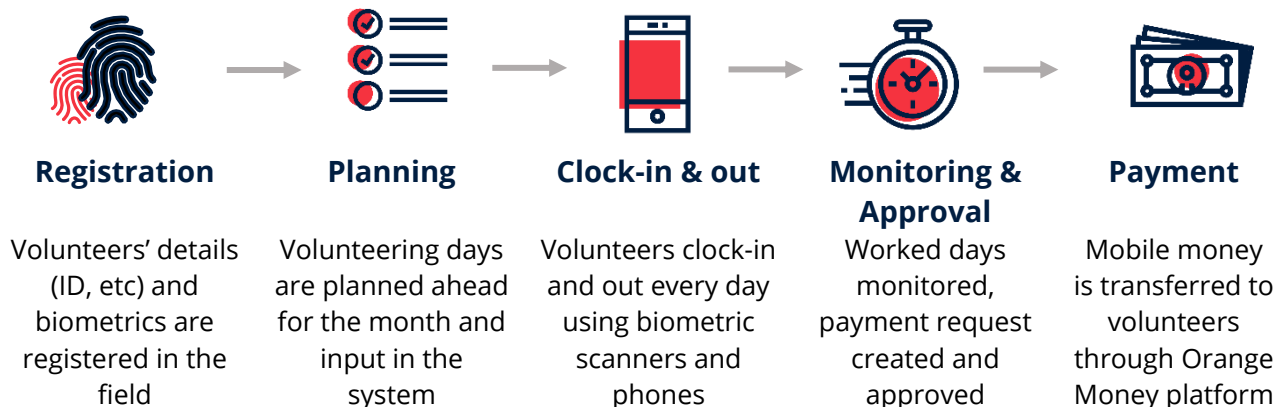 Registration
Volunteers’ details
(ID, etc) and
biometrics are
registered in the
field
Planning
Volunteering days
are planned ahead
for the month and
input in the
system
Clock-in & out
Volunteers clock-in
and out every day
using biometric
scanners and
phones
Monitoring &
Approval
Worked days
monitored,
payment request
created and
approved
Payment
Mobile money
is transferred to
volunteers
through Orange
Money platform